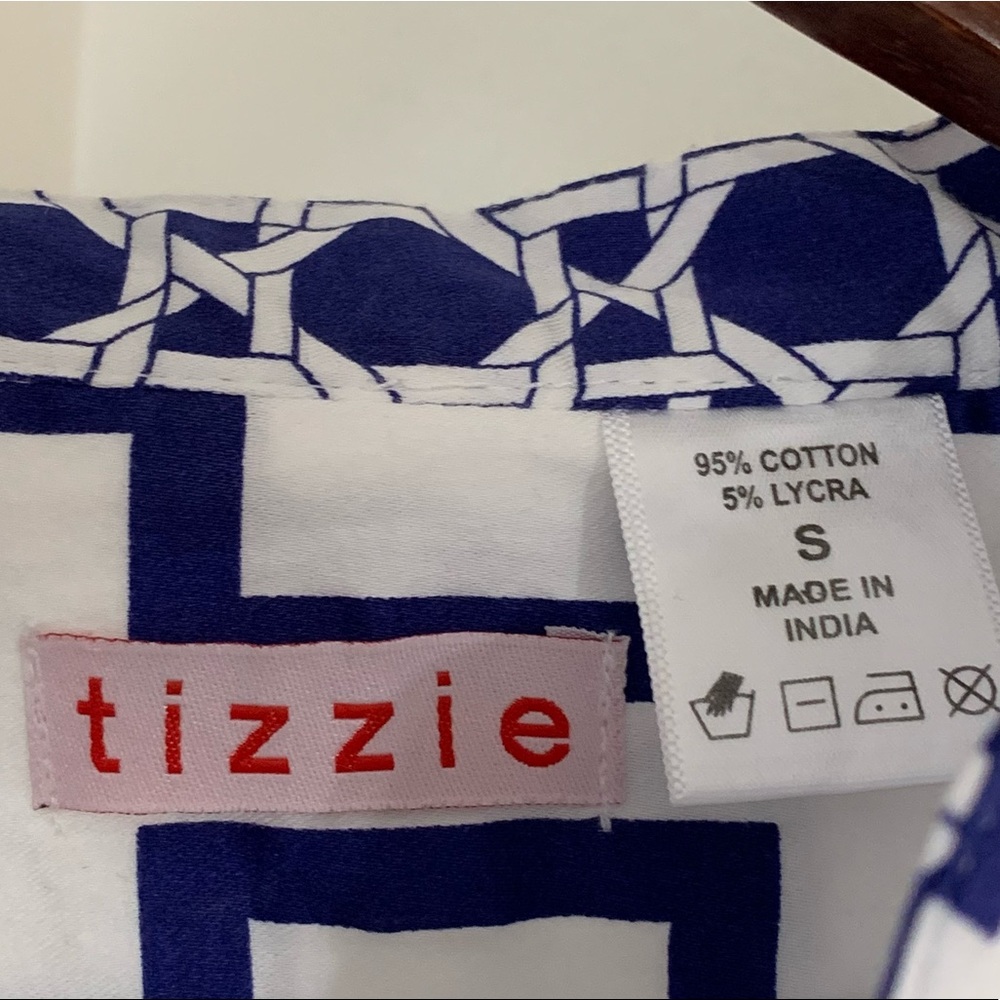 95% COTTON
5% LYCRA
S
MADE IN
INDIA
tizzie